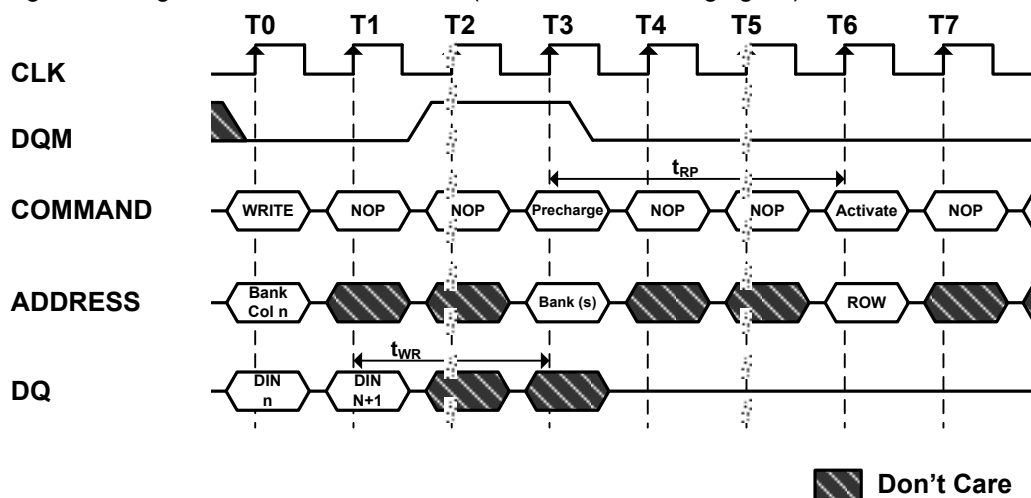 T0 T1 T2 T3 T4 T5 T6 T7
CLK
DQM
tRP
COMMAND WRITE NOP NOP Precharge NOP NOP Activate NOP
ADDRESS Bank Col n Bank (s) ROW
tWR
DQ DIN n DIN N+1
Don't Care